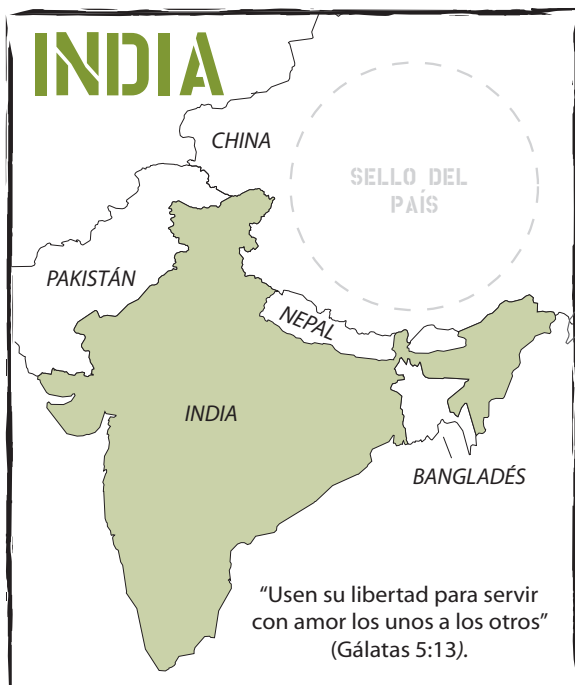 INDIA
CHINA
SELLO DEL
PAÍS
PAKISTÁN
NEPAL
INDIA
BANGLADÉS
“Usen su libertad para servir
con amor los unos a los otros”
(Gálatas 5:13).